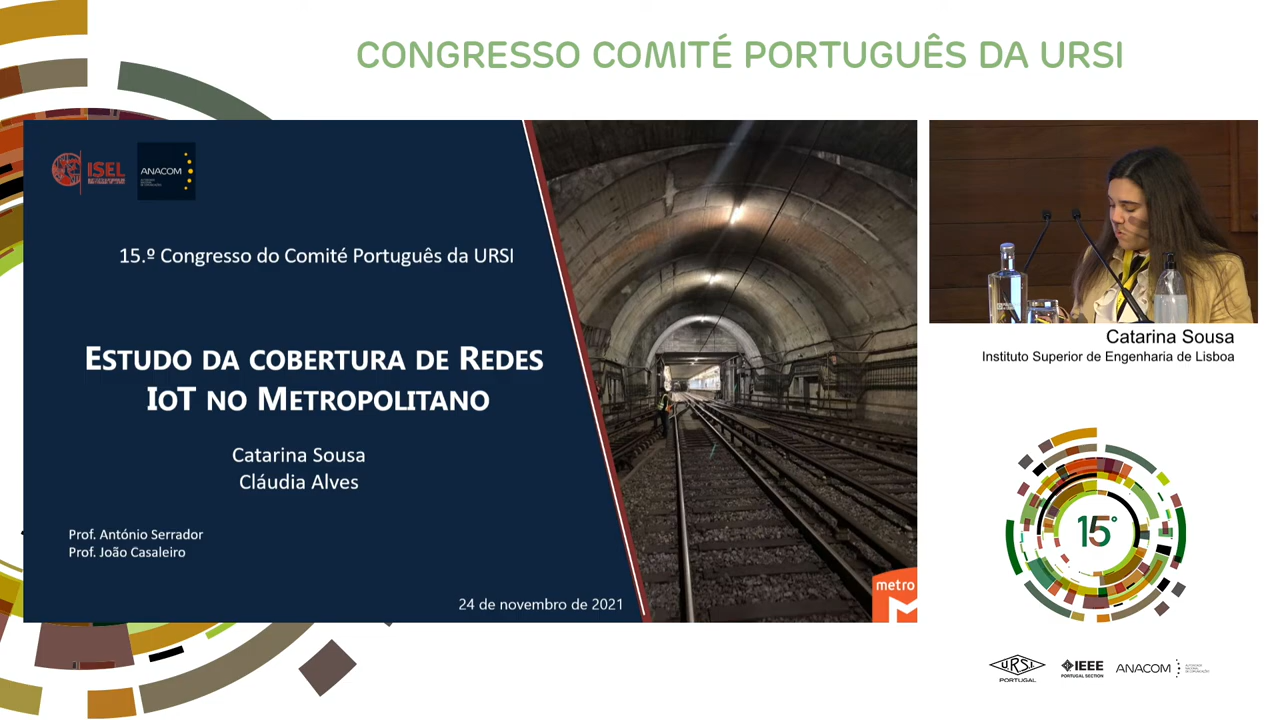 CONGRESSO COMITÉ PORTUGUÊS DA URSI
ISEL
ANACOM
15.º Congresso do Comité Português da URSI
ESTUDO DA COBERTURA DE REDES
IOT NO METROPOLITANO
Catarina Sousa
Cláudia Alves
Prof. António Serrador
Prof. João Casaleiro
24 de novembro de 2021
metro
Catarina Sousa
Instituto Superior de Engenharia de Lisboa
15º
URSI
PORTUGAL
IEEE
PORTUGAL SECTION
ANACOM